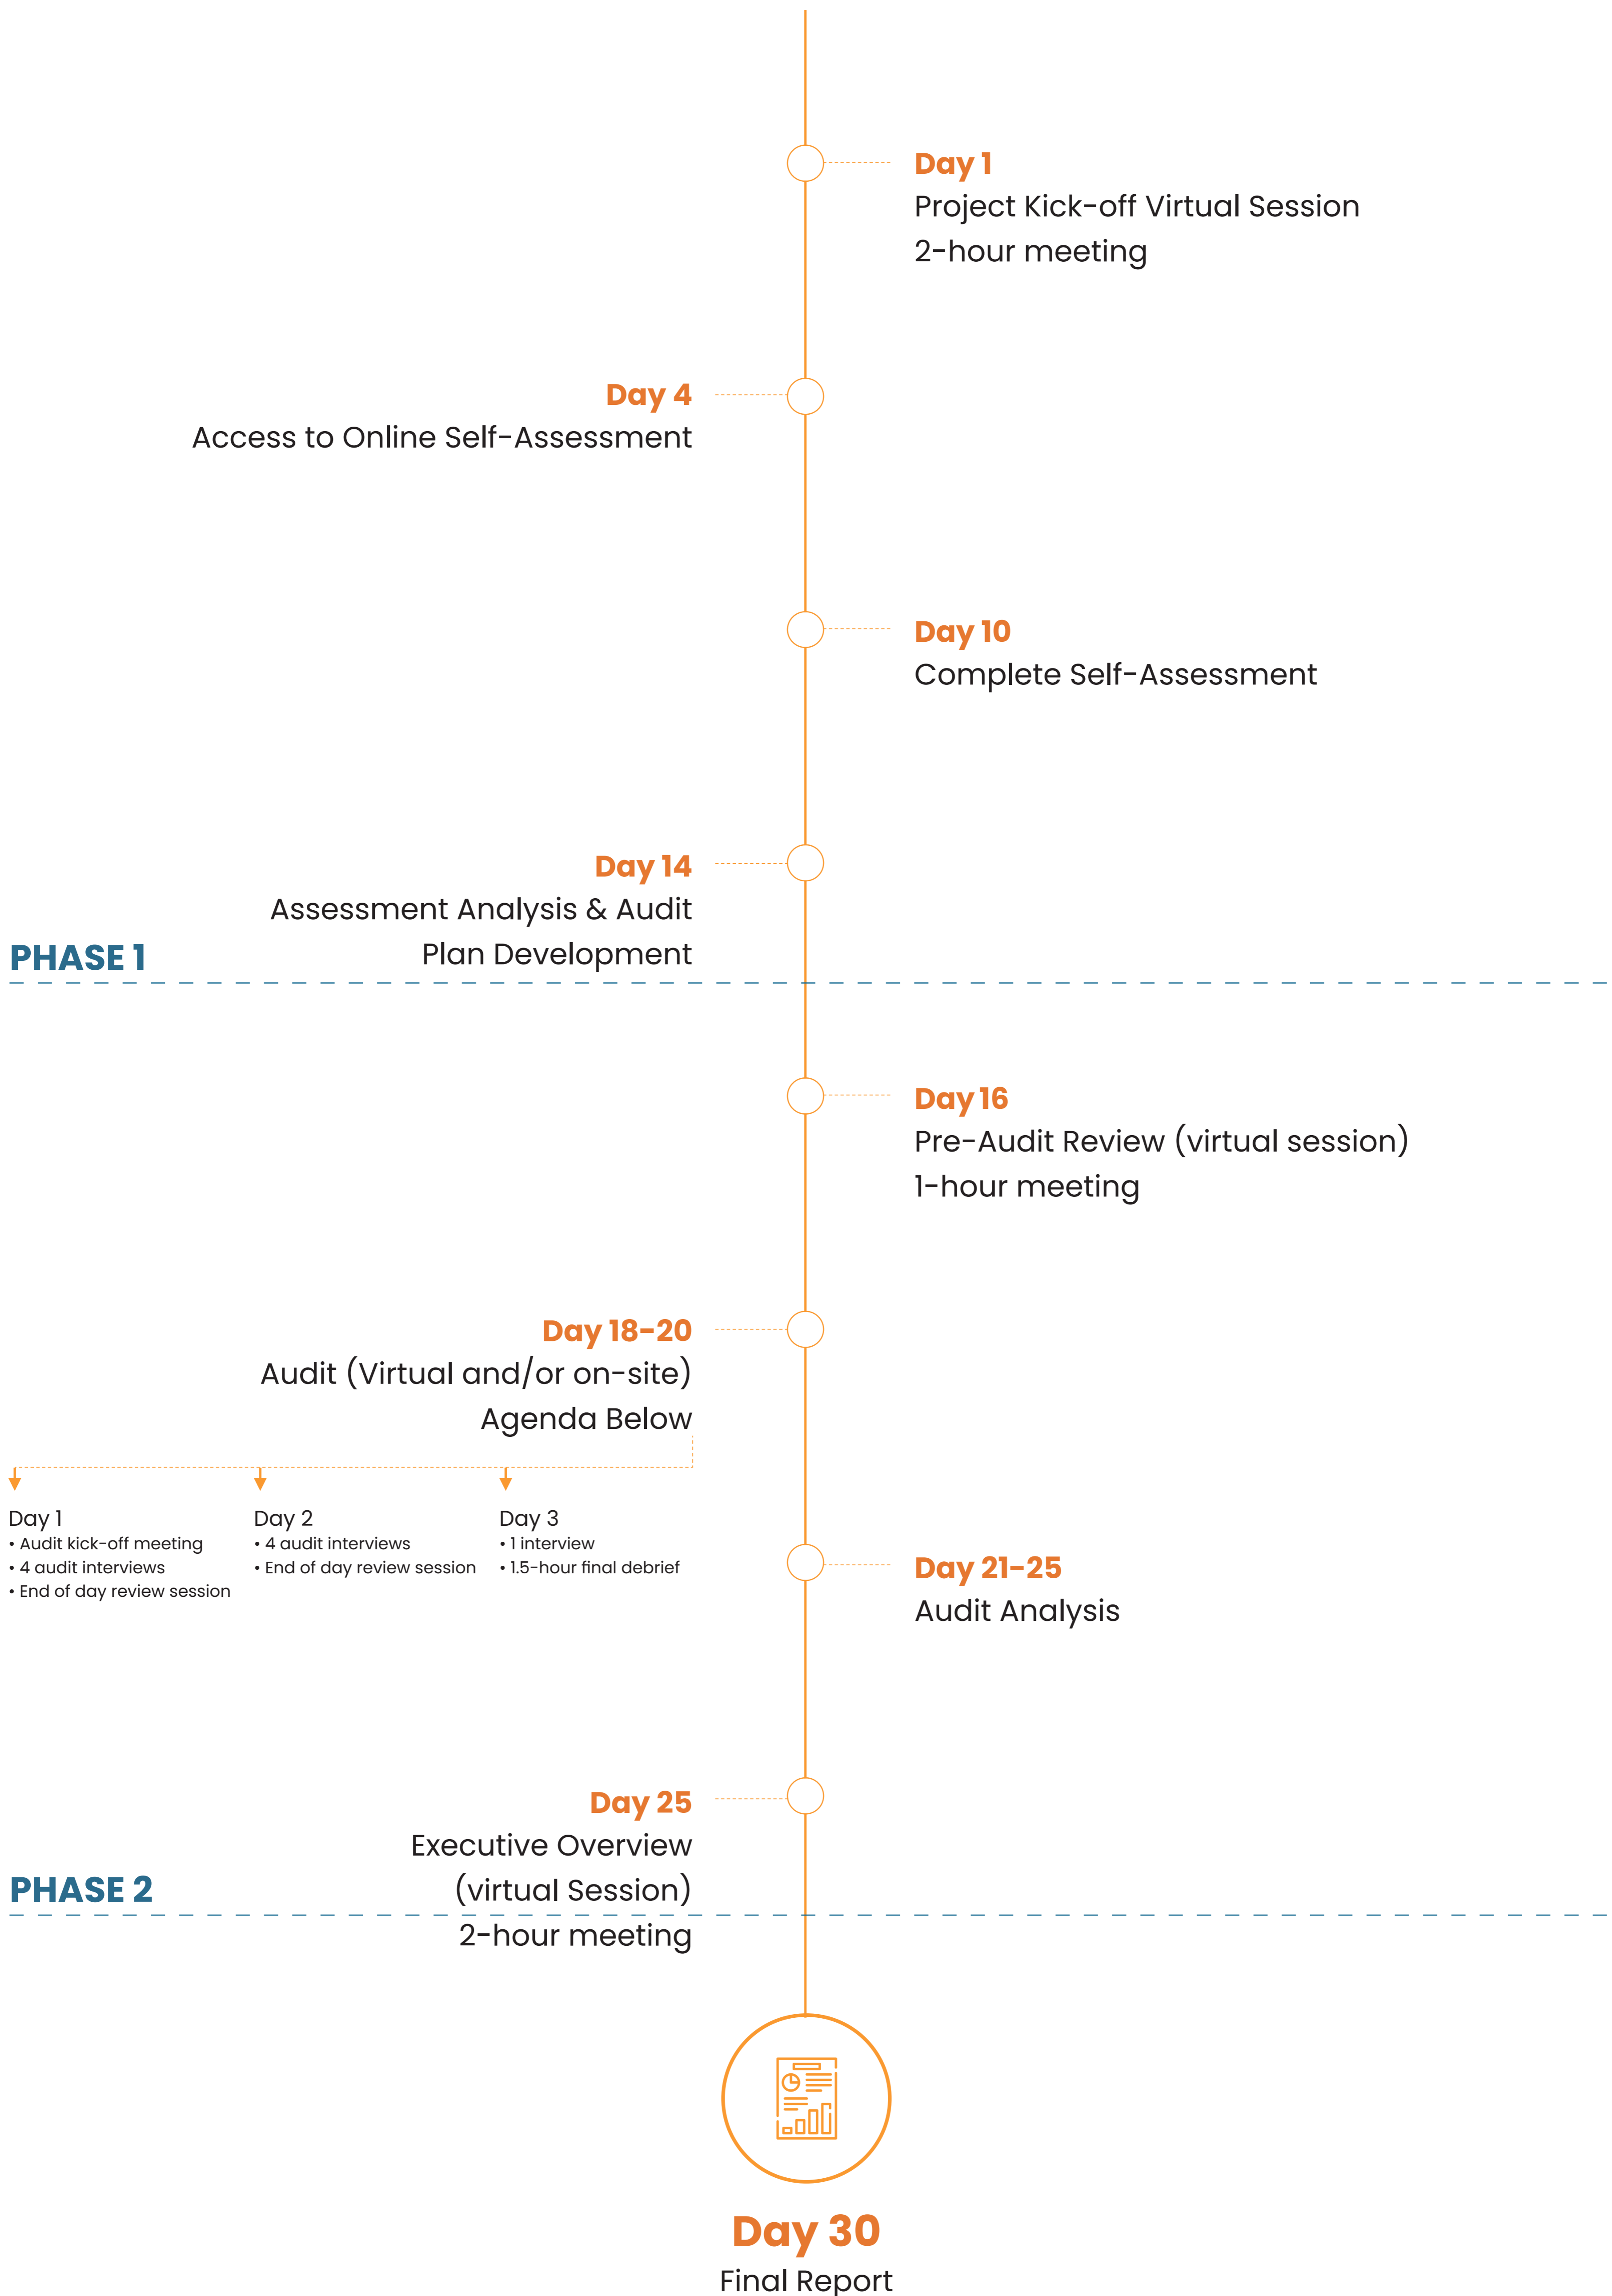 Day 1
Project Kick-off Virtual Session
2-hour meeting
Day 4
Access to Online Self-Assessment
Day 10
Complete Self-Assessment
Day 14
Assessment Analysis & Audit
Plan Development
PHASE 1
Day 16
Pre-Audit Review (virtual session)
1-hour meeting
Day 18-20
Audit (Virtual and/or on-site)
Agenda Below
Day 1
• Audit kick-off meeting
• 4 audit interviews
• End of day review session
Day 2
• 4 audit interviews
• End of day review session
Day 3
• 1 interview
• 1.5-hour final debrief
Day 21-25
Audit Analysis
Day 25
Executive Overview
(virtual Session)
2-hour meeting
PHASE 2
Day 30
Final Report